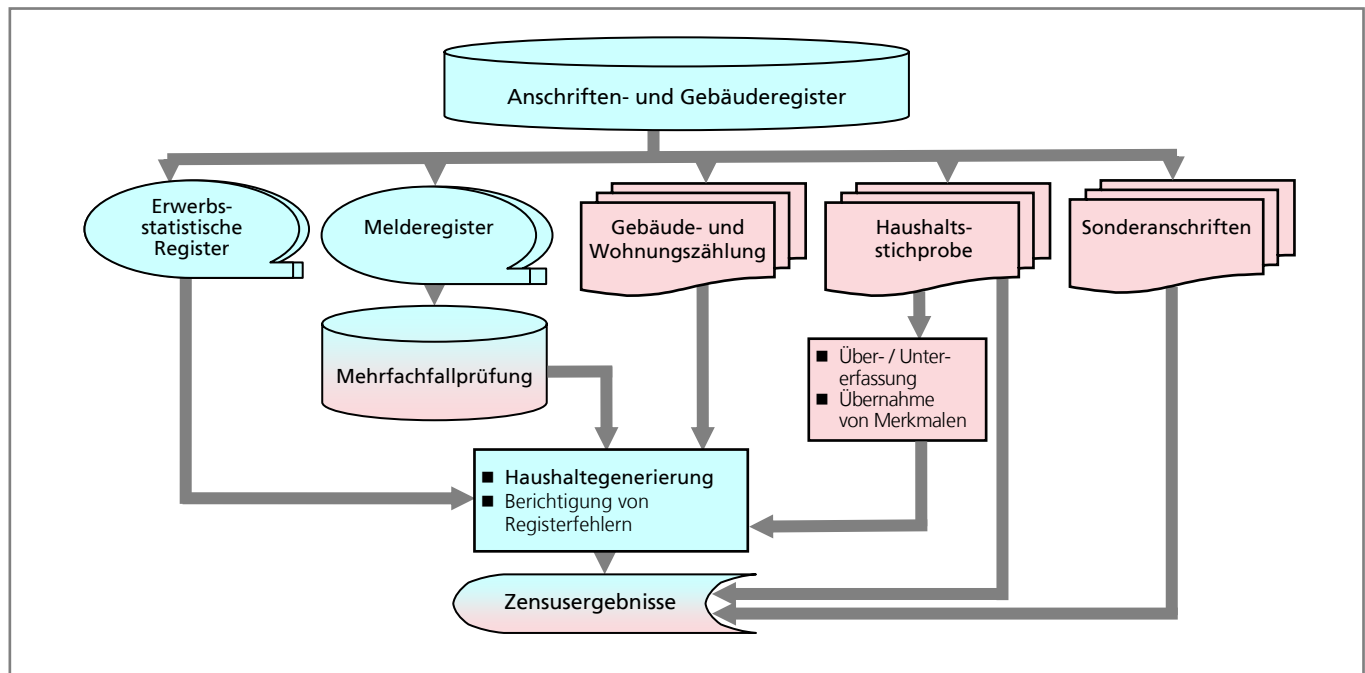 Anschriften- und Gebäuderegister
Erwerbs-
statistische
Register
Melderegister
Gebäude- und
Wohnungszählung
Haushalts-
stichprobe
Sonderanschriften
Mehrfachfallprüfung
■ Über- / Unter-
erfassung
■ Übernahme
von Merkmalen
■ Haushaltegenerierung
■ Berichtigung von
Registerfehlern
Zensusergebnisse